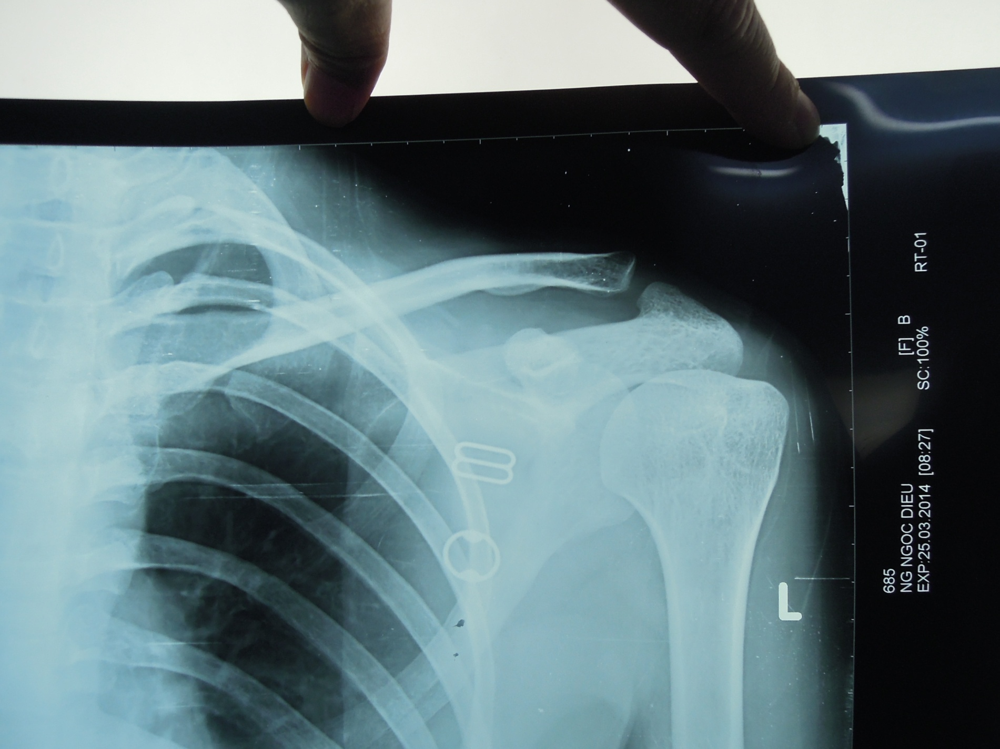 685
NG NGOC DIEU
EXP:25.03.2014 [08:27]
[F] B
SC:100%
RT-01
L